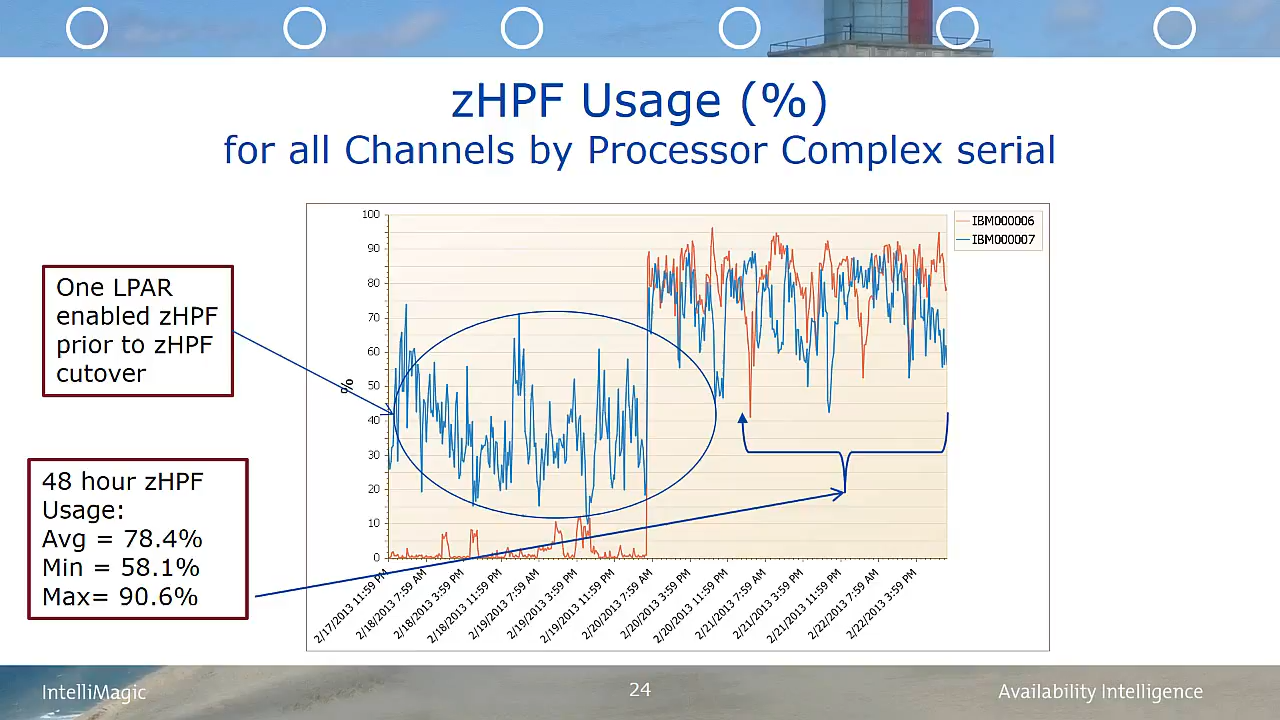 zHPF Usage (%)
for all Channels by Processor Complex serial
One LPAR
enabled zHPF
prior to zHPF
cutover
48 hour zHPF
Usage:
Avg = 78.4%
Min = 58.1%
Max= 90.6%
100
90
80
70
60
50
40
30
20
10
0
%
IBM000006
IBM000007
2/17/2013 11:59 PM
2/18/2013 7:59 AM
2/18/2013 3:59 PM
2/18/2013 11:59 PM
2/19/2013 7:59 AM
2/19/2013 3:59 PM
2/19/2013 11:59 PM
2/20/2013 7:59 AM
2/20/2013 3:59 PM
2/20/2013 11:59 PM
2/21/2013 7:59 AM
2/21/2013 3:59 PM
2/21/2013 11:59 PM
2/22/2013 7:59 AM
2/22/2013 3:59 PM
IntelliMagic
24
Availability Intelligence